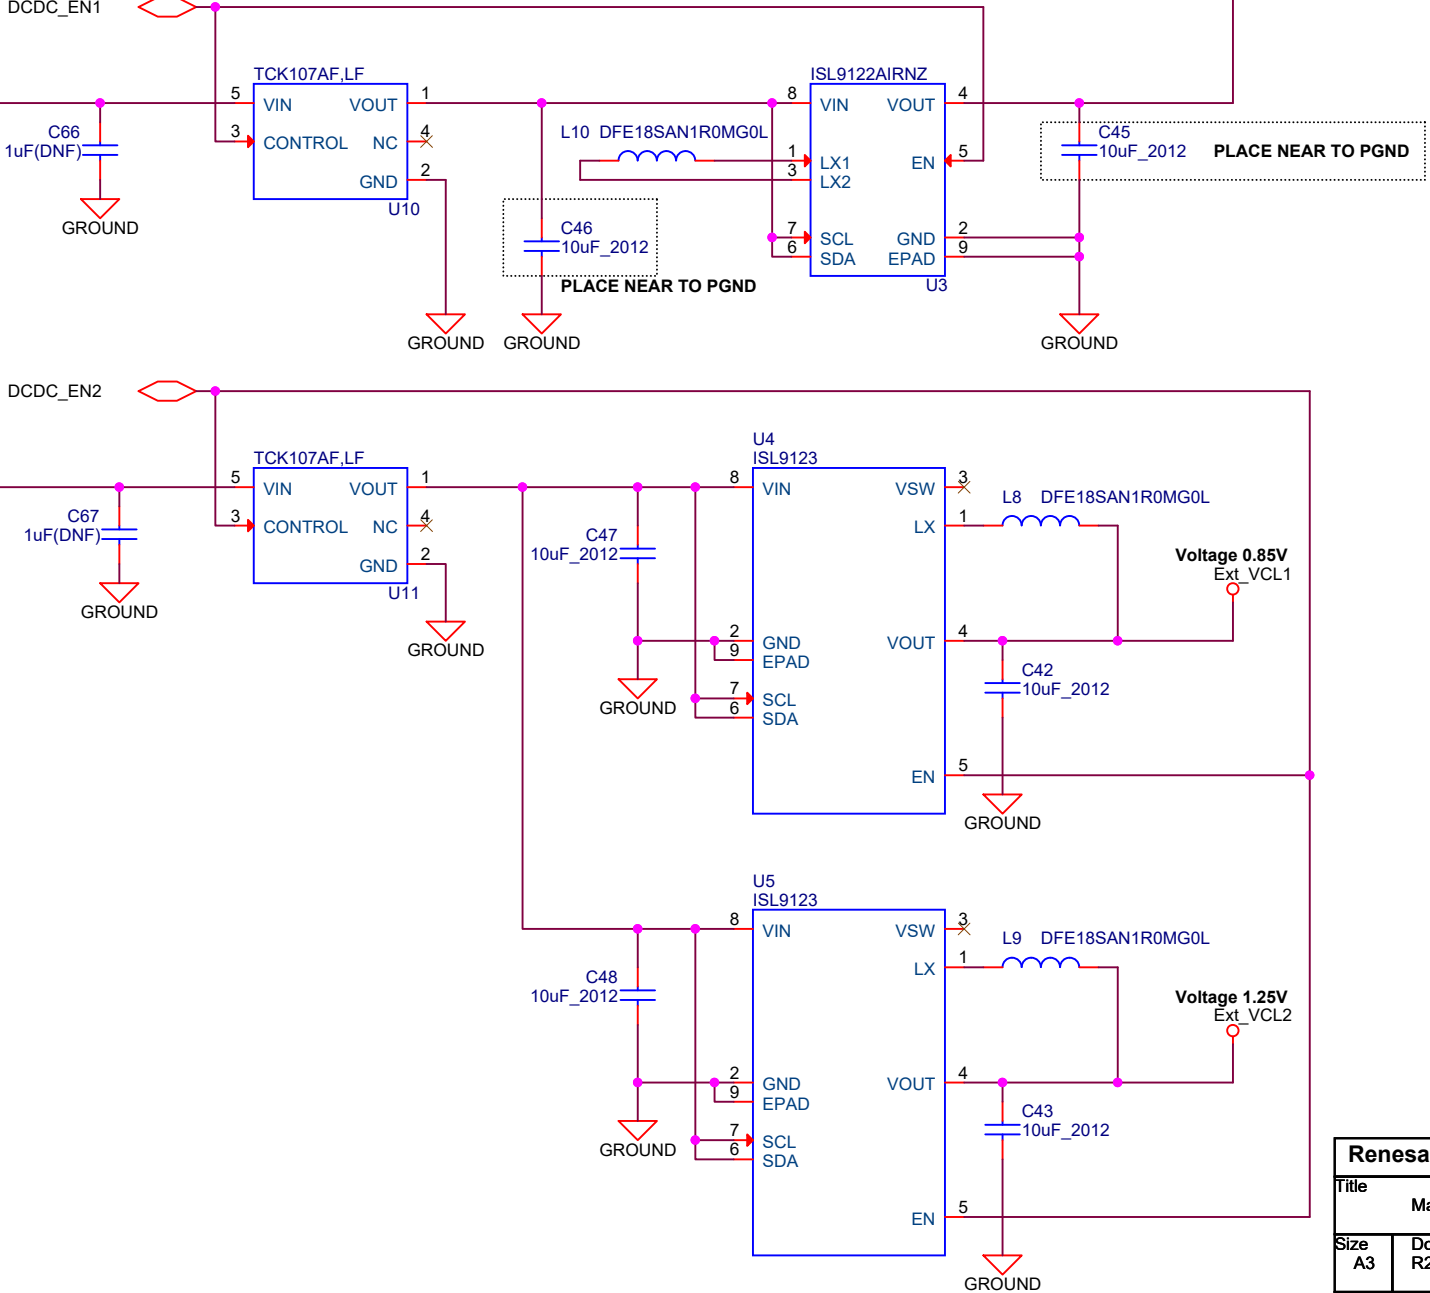 DCDC_EN1
TCK107AF,LF
5
VIN
VOUT
1
3
CONTROL
NC
4
GND
2
U10
C66
1uF(DNF)
GROUND
GROUND
L10 DFE18SAN1R0MG0L
C46
10uF_2012
PLACE NEAR TO PGND
GROUND
ISL9122AIRNZ
8
VIN
VOUT
4
1
LX1
EN
5
3
LX2
7
SCL
GND
2
6
SDA
EPAD
9
U3
C45
10uF_2012
PLACE NEAR TO PGND
GROUND
DCDC_EN2
TCK107AF,LF
5
VIN
VOUT
1
3
CONTROL
NC
4
GND
2
U11
C67
1uF(DNF)
GROUND
GROUND
U4
ISL9123
8
VIN
VSW
3
LX
1
L8 DFE18SAN1R0MG0L
C47
10uF_2012
Voltage 0.85V
Ext_VCL1
2
GND
VOUT
4
9
EPAD
7
SCL
6
SDA
C42
10uF_2012
GROUND
EN
5
GROUND
U5
ISL9123
8
VIN
VSW
3
LX
1
L9 DFE18SAN1R0MG0L
C48
10uF_2012
Voltage 1.25V
Ext_VCL2
2
GND
VOUT
4
9
EPAD
7
SCL
6
SDA
C43
10uF_2012
GROUND
EN
5
GROUND
Renesa
Title
Ma
Size
A3
Do
R2